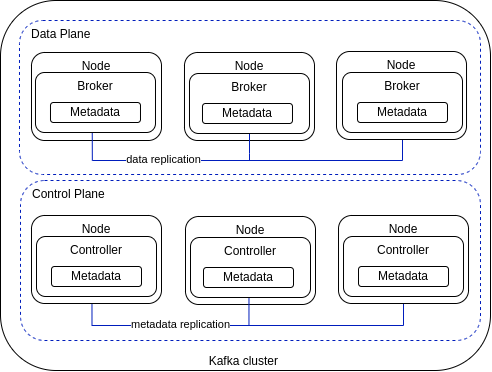 Data Plane
Node
Node
Node
Broker
Broker
Broker
Metadata
Metadata
Metadata
data replication
Control Plane
Node
Node
Node
Controller
Controller
Controller
Metadata
Metadata
Metadata
metadata replication
Kafka cluster